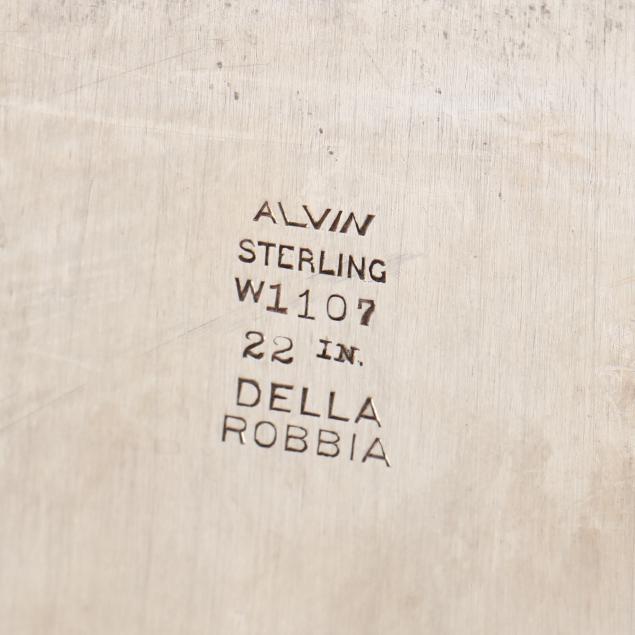 ALVIN
STERLING
W1107
22 IN.
DELLA
ROBBIA